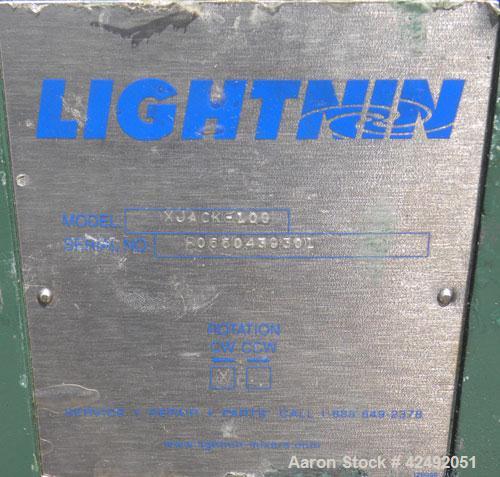 LIGHTNIN
MODEL XJACK-100
SERIAL NO. R0660439301
ROTATION
CW CCW
X
SERVICE • REPAIR • PARTS CALL 1-888-649-2378
www.lightnin-mixers.com
Aaron Stock # 42492051